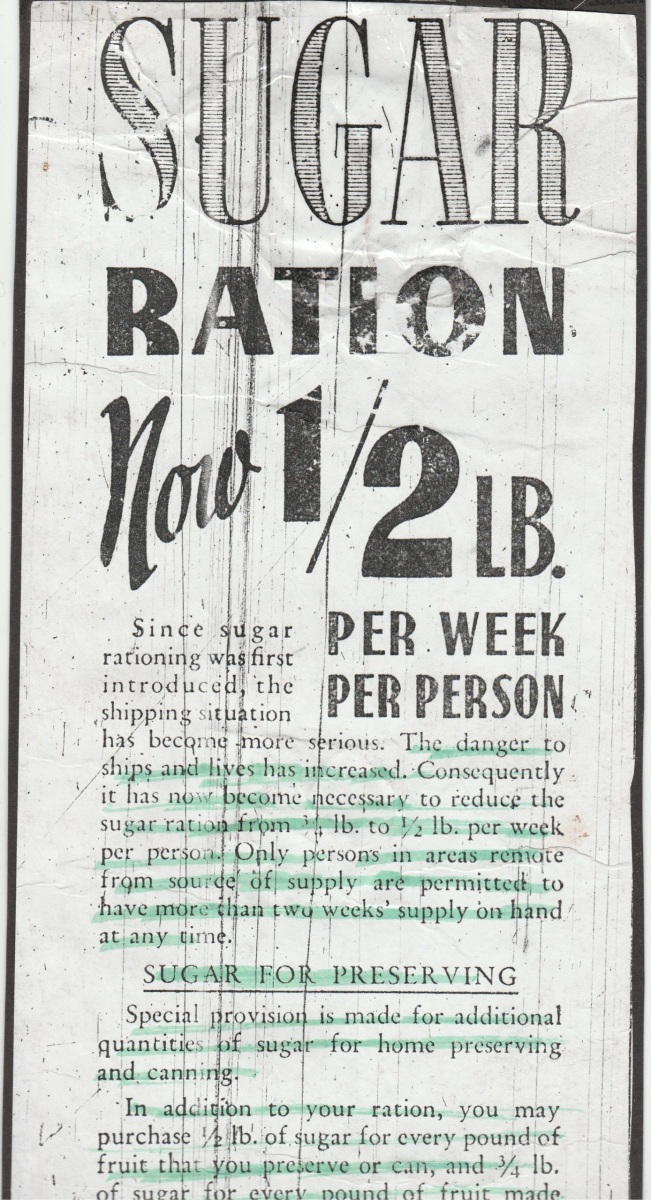 SUGAR
RATION
Now 1/2 LB.
PER WEEK
PER PERSON
Since sugar
rationing was first
introduced, the
shipping situation
has become more serious. The danger to
ships and lives has increased. Consequently
it has now become necessary to reduce the
sugar ration from ¾ lb. to ½ lb. per week
per person. Only persons in areas remote
from source of supply are permitted to
have more than two weeks' supply on hand
at any time.
SUGAR FOR PRESERVING
Special provision is made for additional
quantities of sugar for home preserving
and canning.
In addition to your ration, you may
purchase ½ lb. of sugar for every pound of
fruit that you preserve or can, and ¾ lb.
of sugar for every pound of fruit made